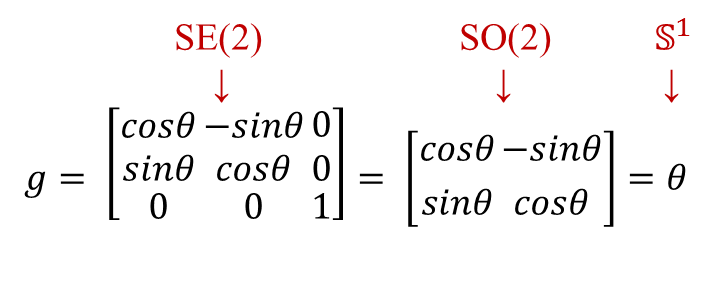 SE(2) SO(2) 𝕊¹
↓ ↓ ↓
cosθ −sinθ 0
cosθ −sinθ
g = sinθ cosθ 0 = = θ
sinθ cosθ
0 0 1